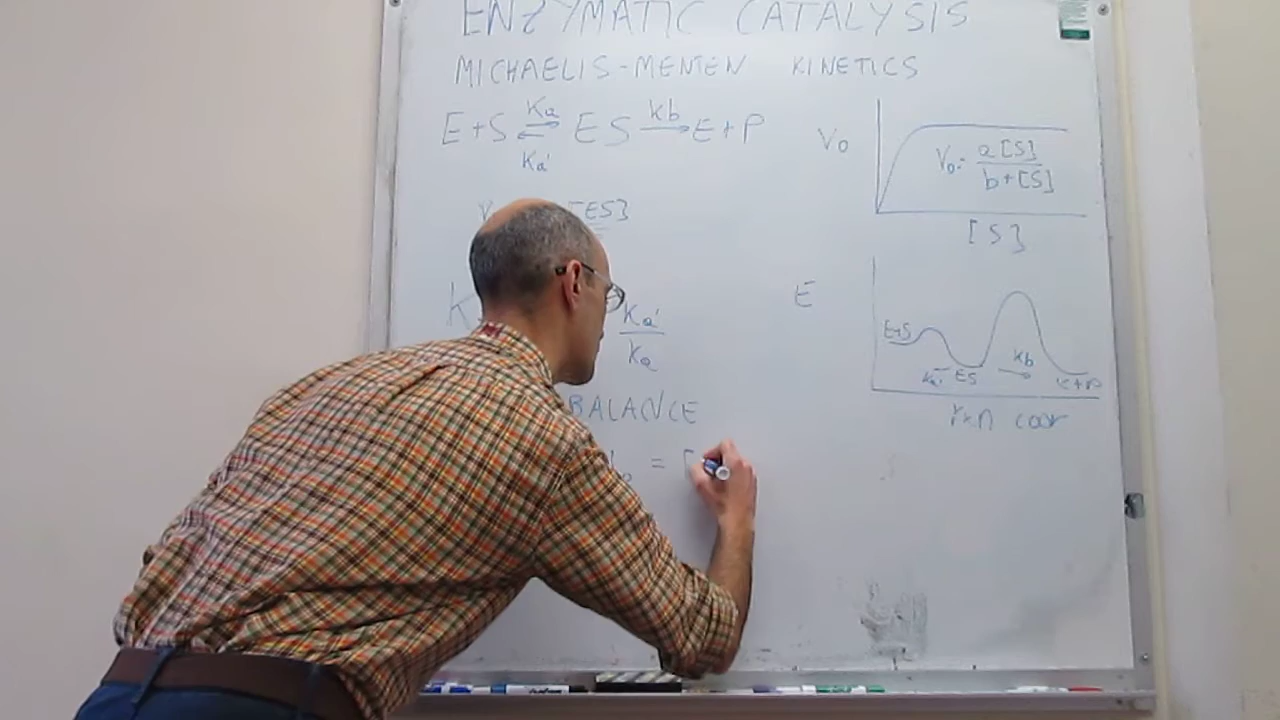 ENZYMATIC CATALYSIS
MICHAELIS-MENTEN KINETICS
E+S ⇌ ES → E+P
Ka
Ka'
kb
[ES]
K
Ka'
ka
BALANCE
= [
V0
V0 = a[S]
b+[S]
[S]
E
E+S
Ka'
ES
kb
E+P
rxn coor